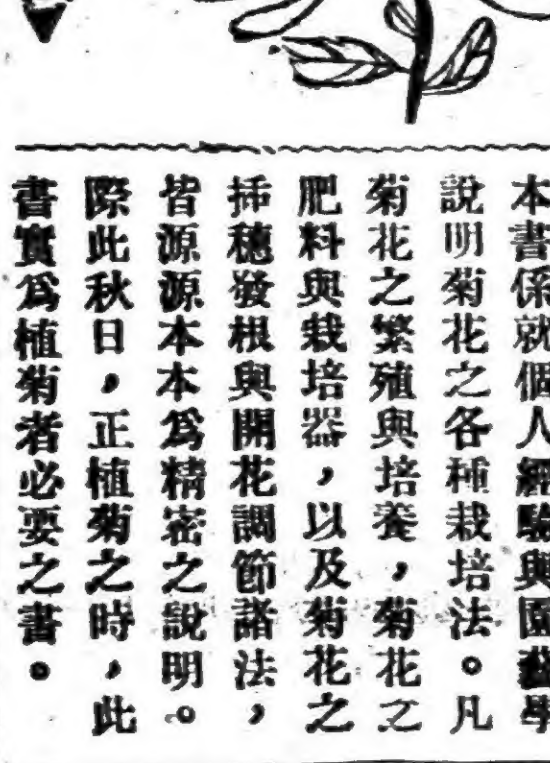 本書係就個人經驗與園藝學
說明菊花之各種栽培法。凡
菊花之繁殖與培養，菊花之
肥料與栽培器，以及菊花之
揷穗發根與開花調節諸法，
皆源源本本爲精密之說明。
際此秋日，正植菊之時，此
書實爲植菊者必要之書。